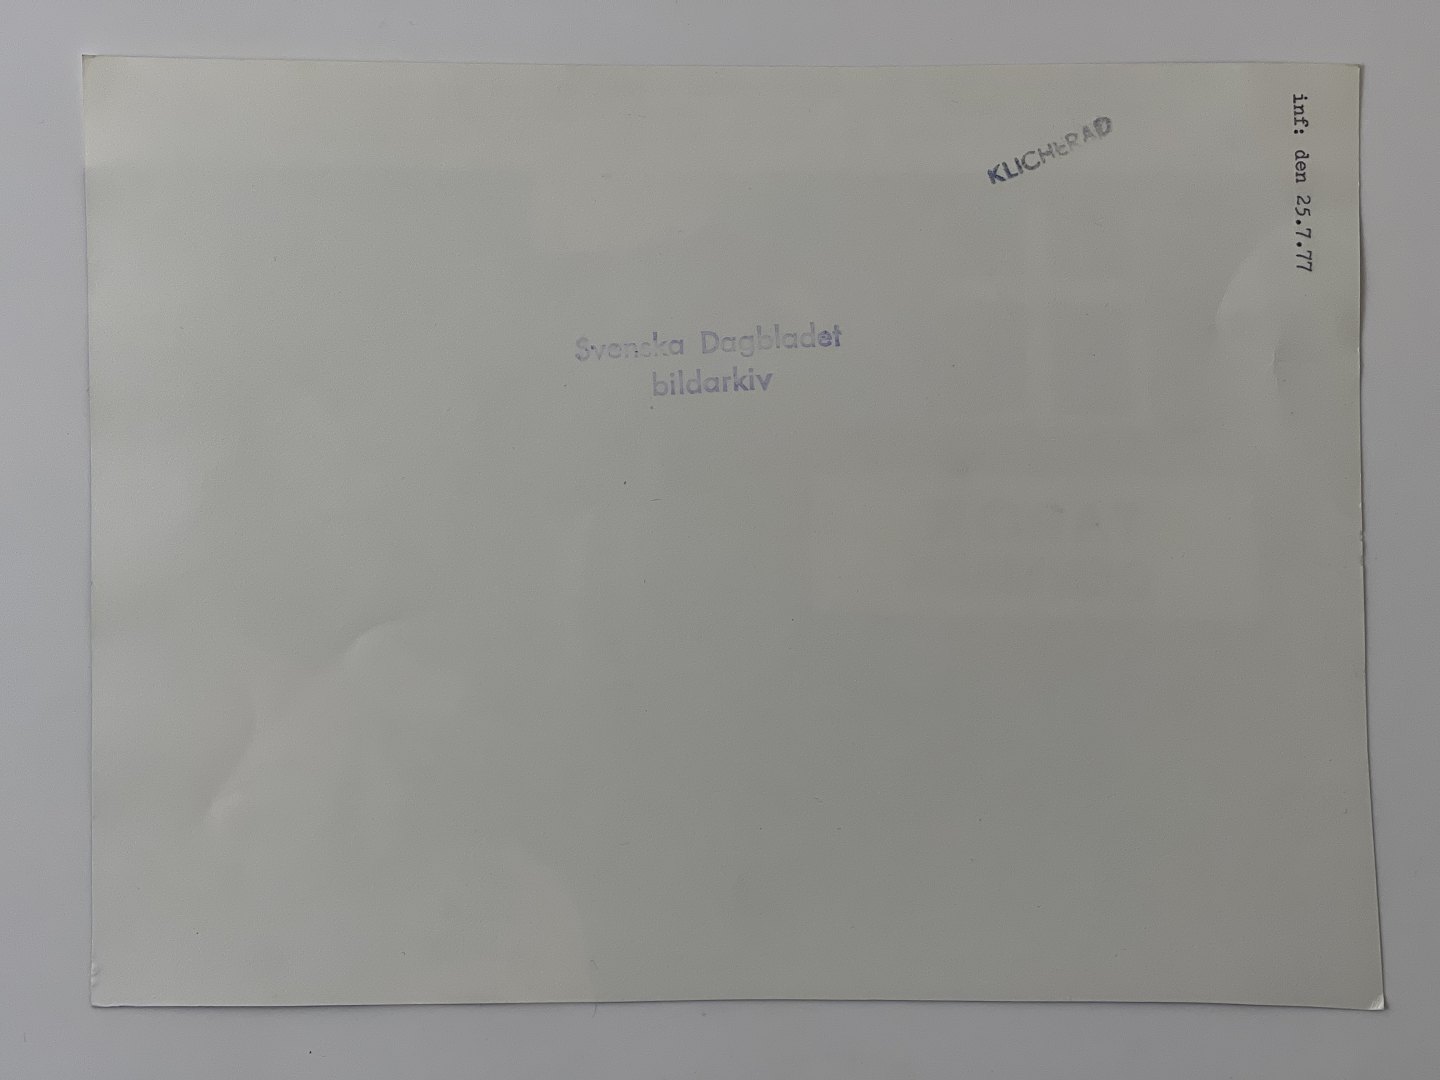 KLICHERAD
inf: den 25.7.77
Svenska Dagbladet
bildarkiv